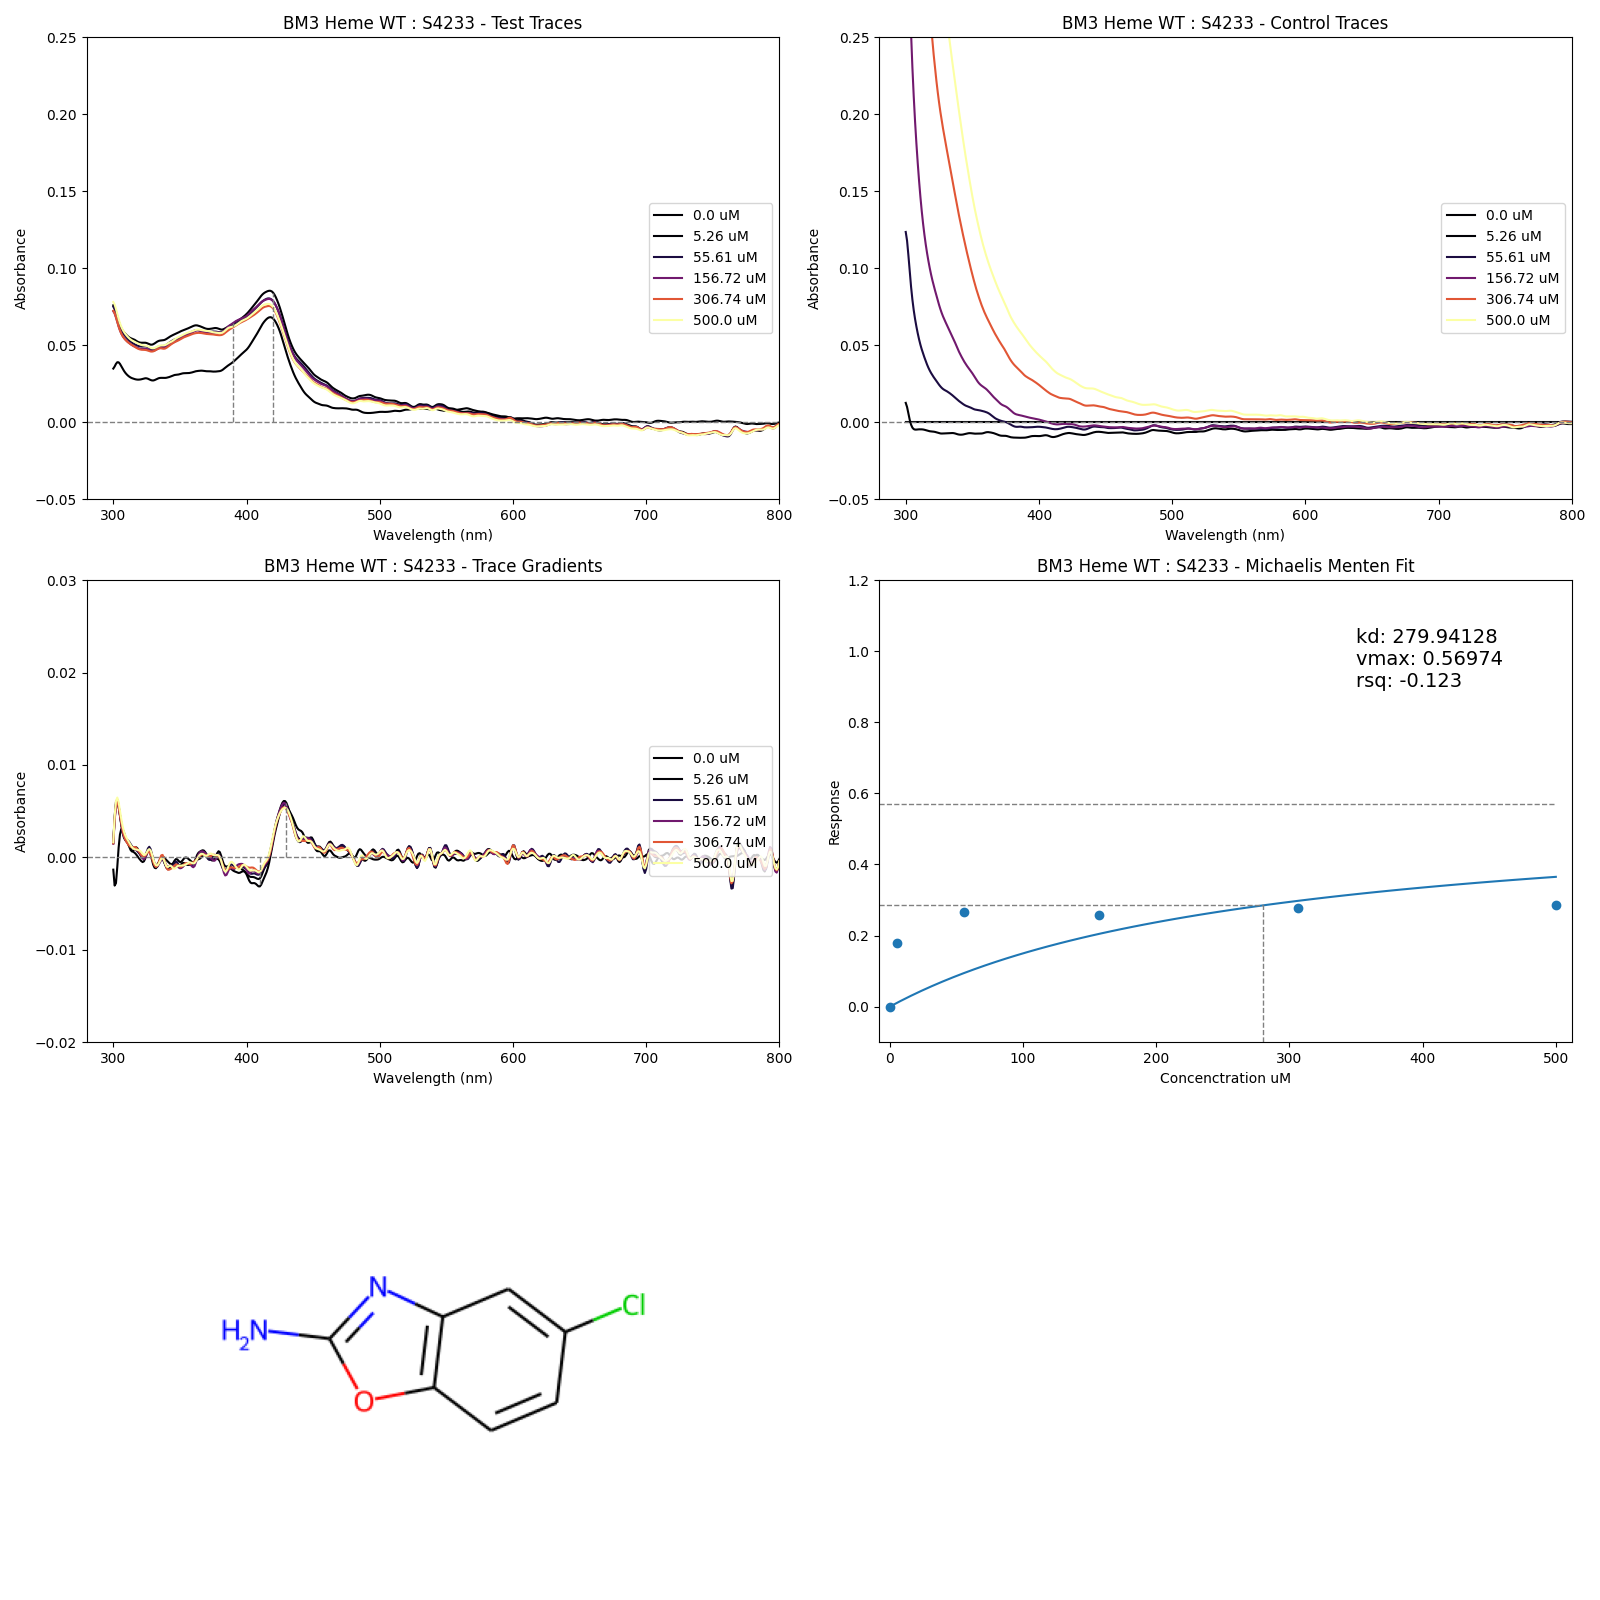 BM3 Heme WT : S4233 - Test Traces
0.25
0.20
0.15
0.10
0.05
0.00
−0.05
Absorbance
300
400
500
600
700
800
Wavelength (nm)
0.0 uM
5.26 uM
55.61 uM
156.72 uM
306.74 uM
500.0 uM
BM3 Heme WT : S4233 - Control Traces
0.25
0.20
0.15
0.10
0.05
0.00
−0.05
Absorbance
300
400
500
600
700
800
Wavelength (nm)
0.0 uM
5.26 uM
55.61 uM
156.72 uM
306.74 uM
500.0 uM
BM3 Heme WT : S4233 - Trace Gradients
0.03
0.02
0.01
0.00
−0.01
−0.02
Absorbance
300
400
500
600
700
800
Wavelength (nm)
0.0 uM
5.26 uM
55.61 uM
156.72 uM
306.74 uM
500.0 uM
BM3 Heme WT : S4233 - Michaelis Menten Fit
1.2
1.0
0.8
0.6
0.4
0.2
0.0
Response
0
100
200
300
400
500
Concenctration uM
kd: 279.94128
vmax: 0.56974
rsq: -0.123
N
Cl
H2N
O